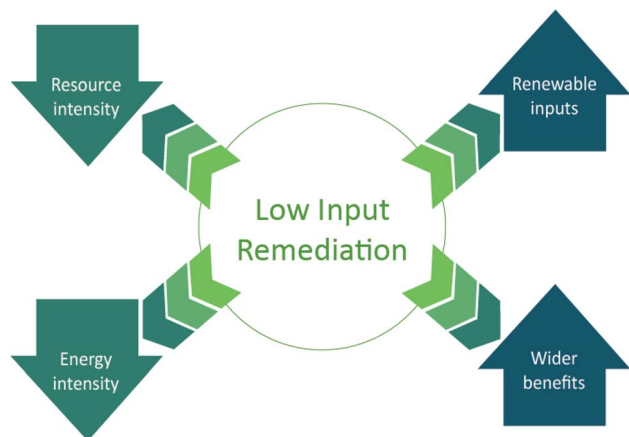 Resource
intensity
Renewable
inputs
Low Input
Remediation
Energy
intensity
Wider
benefits